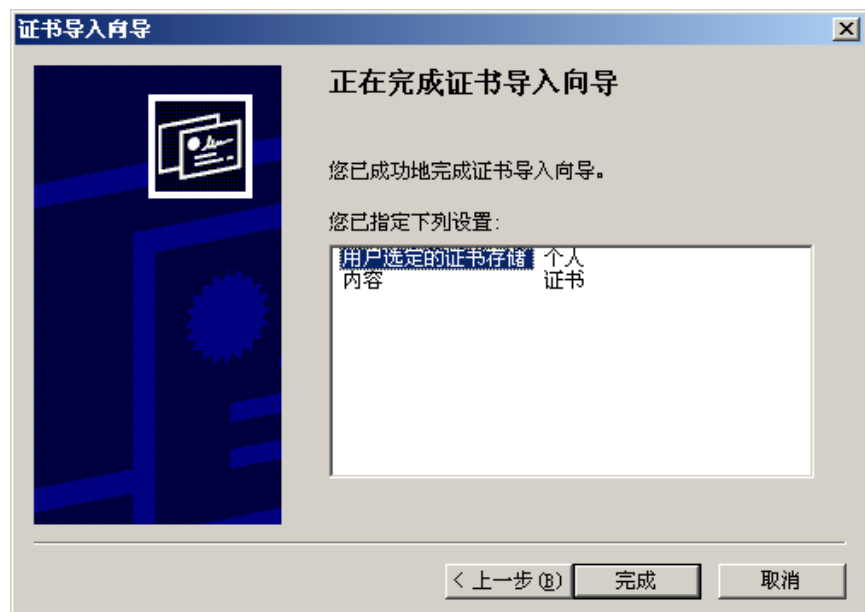 证书导入向导
正在完成证书导入向导
您已成功地完成证书导入向导。
您已指定下列设置:
用户选定的证书存储 个人
内容 证书
< 上一步(B) 完成 取消